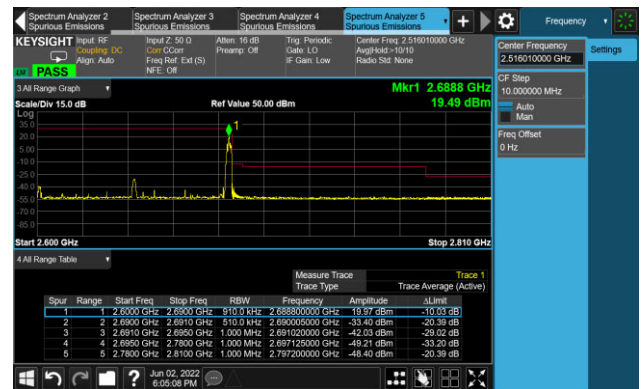 Spectrum Analyzer 2
Spurious Emissions
Spectrum Analyzer 3
Spurious Emissions
Spectrum Analyzer 4
Spurious Emissions
Spectrum Analyzer 5
Spurious Emissions
Frequency
KEYSIGHT
Input: RF
Coupling: DC
Align: Auto
Input Z: 50 Ω
Corr CCorr
Freq Ref: Ext (S)
NFE: Off
Atten: 16 dB
Preamp: Off
Trig: Periodic
Gate: LO
IF Gain: Low
Center Freq: 2.516010000 GHz
Avg|Hold:>10/10
Radio Std: None
PASS
Center Frequency
2.516010000 GHz
Settings
CF Step
10.000000 MHz
Auto
Man
Freq Offset
0 Hz
3 All Range Graph
Mkr1 2.6888 GHz
Scale/Div 15.0 dB
Ref Value 50.00 dBm
19.49 dBm
Log
35.0
20.0
5.00
-10.0
-25.0
-40.0
-55.0
-70.0
-85.0
1
Start 2.600 GHz
Stop 2.810 GHz
4 All Range Table
Measure Trace Trace 1
Trace Type Trace Average (Active)
Spur Range Start Freq Stop Freq RBW Frequency Amplitude ΔLimit
1 1 2.6000 GHz 2.6900 GHz 910.0 kHz 2.688800000 GHz 19.97 dBm -10.03 dB
2 2 2.6900 GHz 2.6910 GHz 510.0 kHz 2.690005000 GHz -33.40 dBm -20.39 dB
3 3 2.6910 GHz 2.6950 GHz 1.000 MHz 2.691020000 GHz -42.03 dBm -29.02 dB
4 4 2.6950 GHz 2.7800 GHz 1.000 MHz 2.697125000 GHz -49.21 dBm -33.20 dB
5 5 2.7800 GHz 2.8100 GHz 1.000 MHz 2.797200000 GHz -48.40 dBm -20.39 dB
Jun 02, 2022
6:05:08 PM